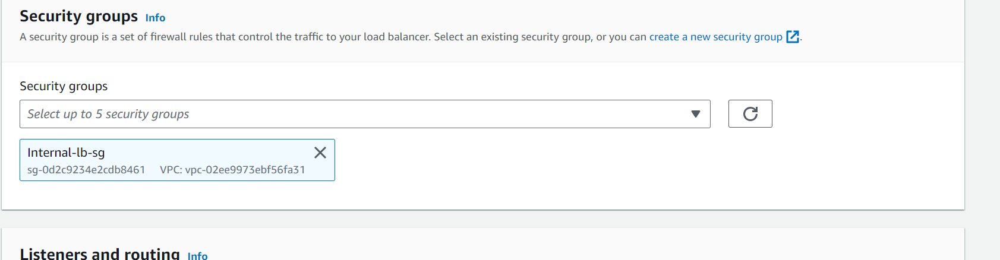 Security groups Info
A security group is a set of firewall rules that control the traffic to your load balancer. Select an existing security group, or you can create a new security group.
Security groups
Select up to 5 security groups
Internal-lb-sg
sg-0d2c9234e2cdb8461 VPC: vpc-02ee9973ebf56fa31
Listeners and routing Info